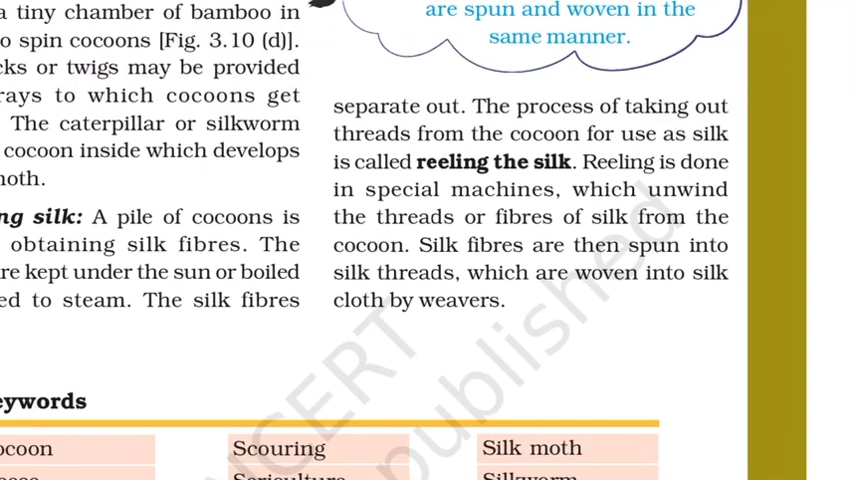 a tiny chamber of bamboo in
o spin cocoons [Fig. 3.10 (d)].
cks or twigs may be provided
rays to which cocoons get
The caterpillar or silkworm
cocoon inside which develops
moth.
ng silk: A pile of cocoons is
obtaining silk fibres. The
re kept under the sun or boiled
ed to steam. The silk fibres
are spun and woven in the
same manner.
separate out. The process of taking out
threads from the cocoon for use as silk
is called reeling the silk. Reeling is done
in special machines, which unwind
the threads or fibres of silk from the
cocoon. Silk fibres are then spun into
silk threads, which are woven into silk
cloth by weavers.
eywords
ocoon Scouring Silk moth
Sericulture Silkworm
NCERT
published